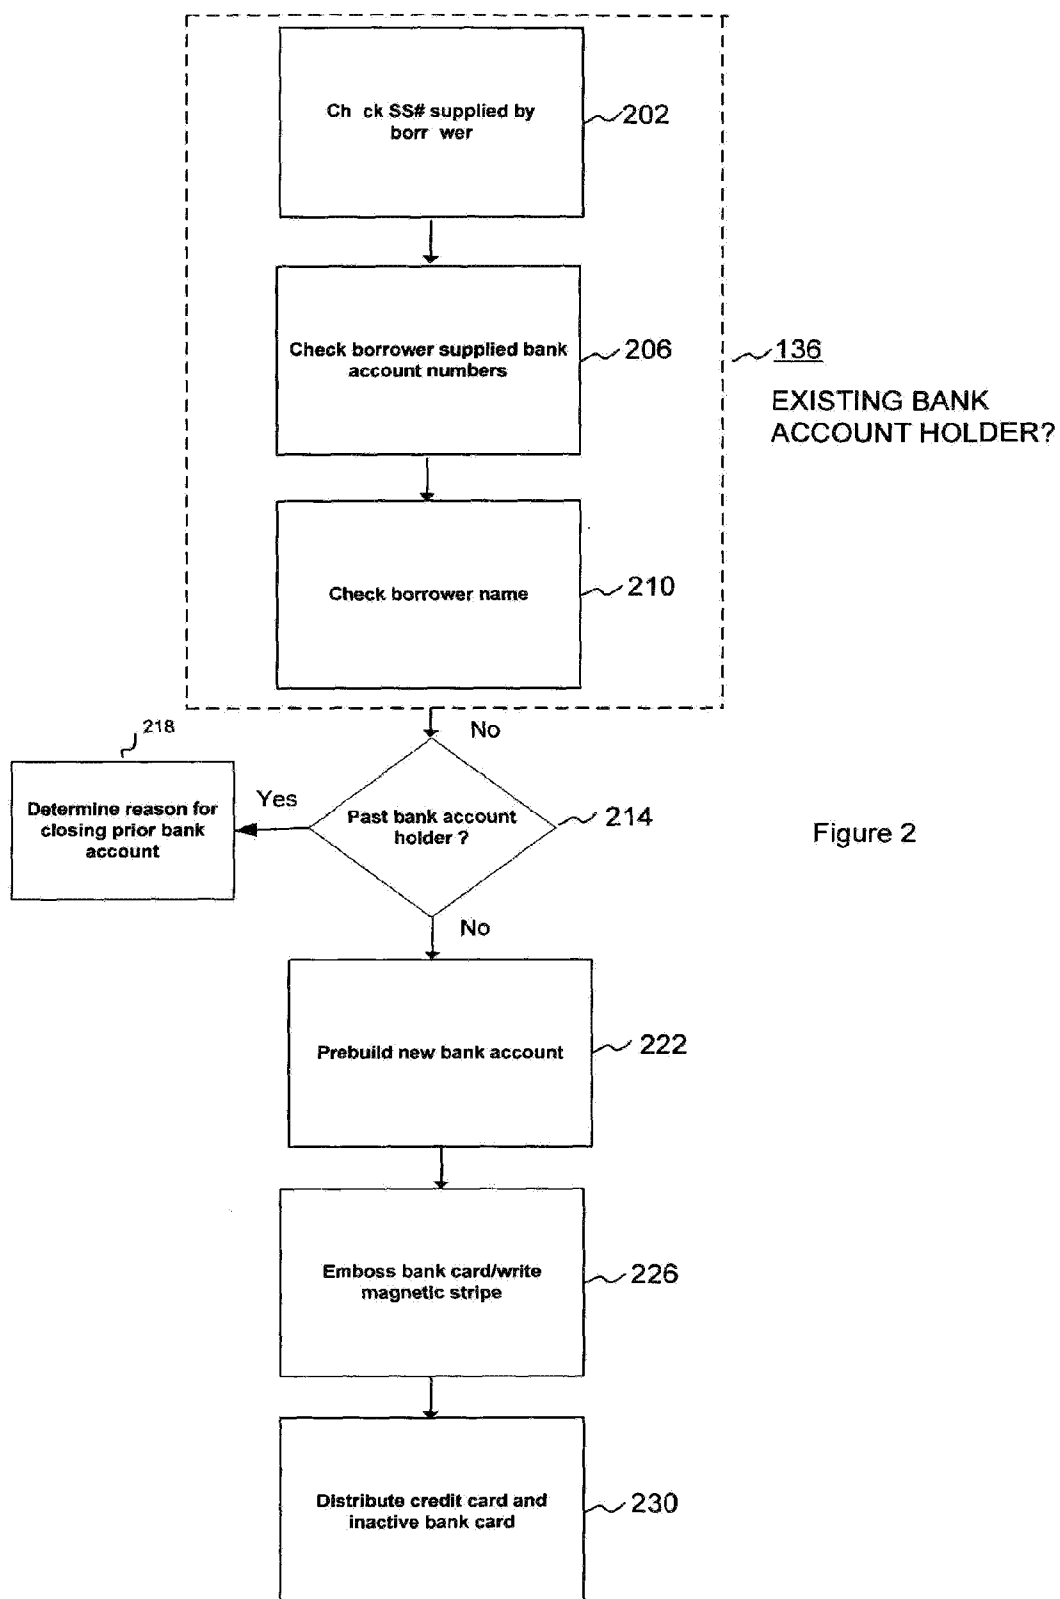 Ch ck SS# supplied by
borr wer
202
Check borrower supplied bank
account numbers
206
136
EXISTING BANK
ACCOUNT HOLDER?
Check borrower name
210
No
218
Determine reason for
closing prior bank
account
Yes
Past bank account
holder ?
214
Figure 2
No
Prebuild new bank account
222
Emboss bank card/write
magnetic stripe
226
Distribute credit card and
inactive bank card
230